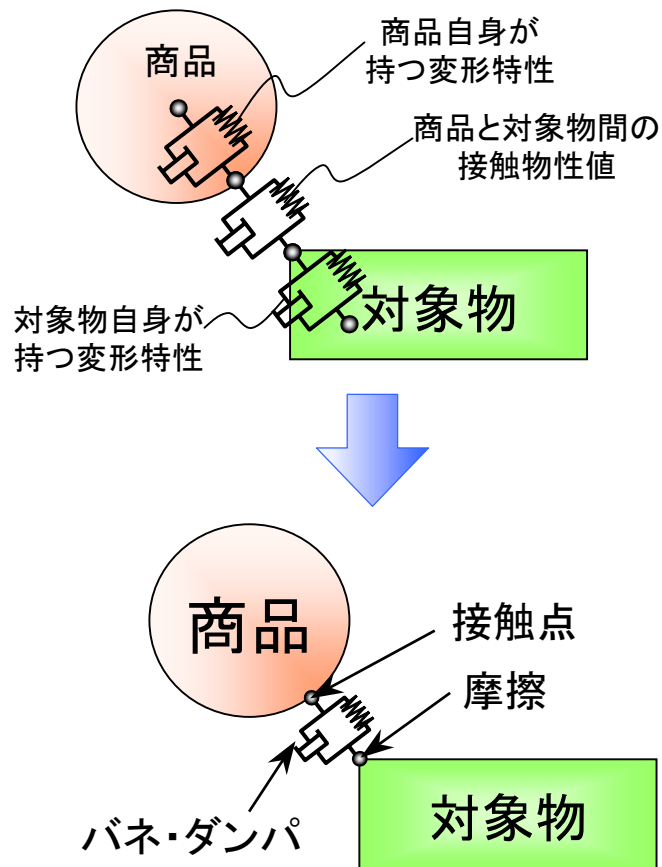 商品
商品自身が
持つ変形特性
商品と対象物間の
接触物性値
対象物自身が
持つ変形特性
対象物
商品
接触点
摩擦
バネ・ダンパ
対象物